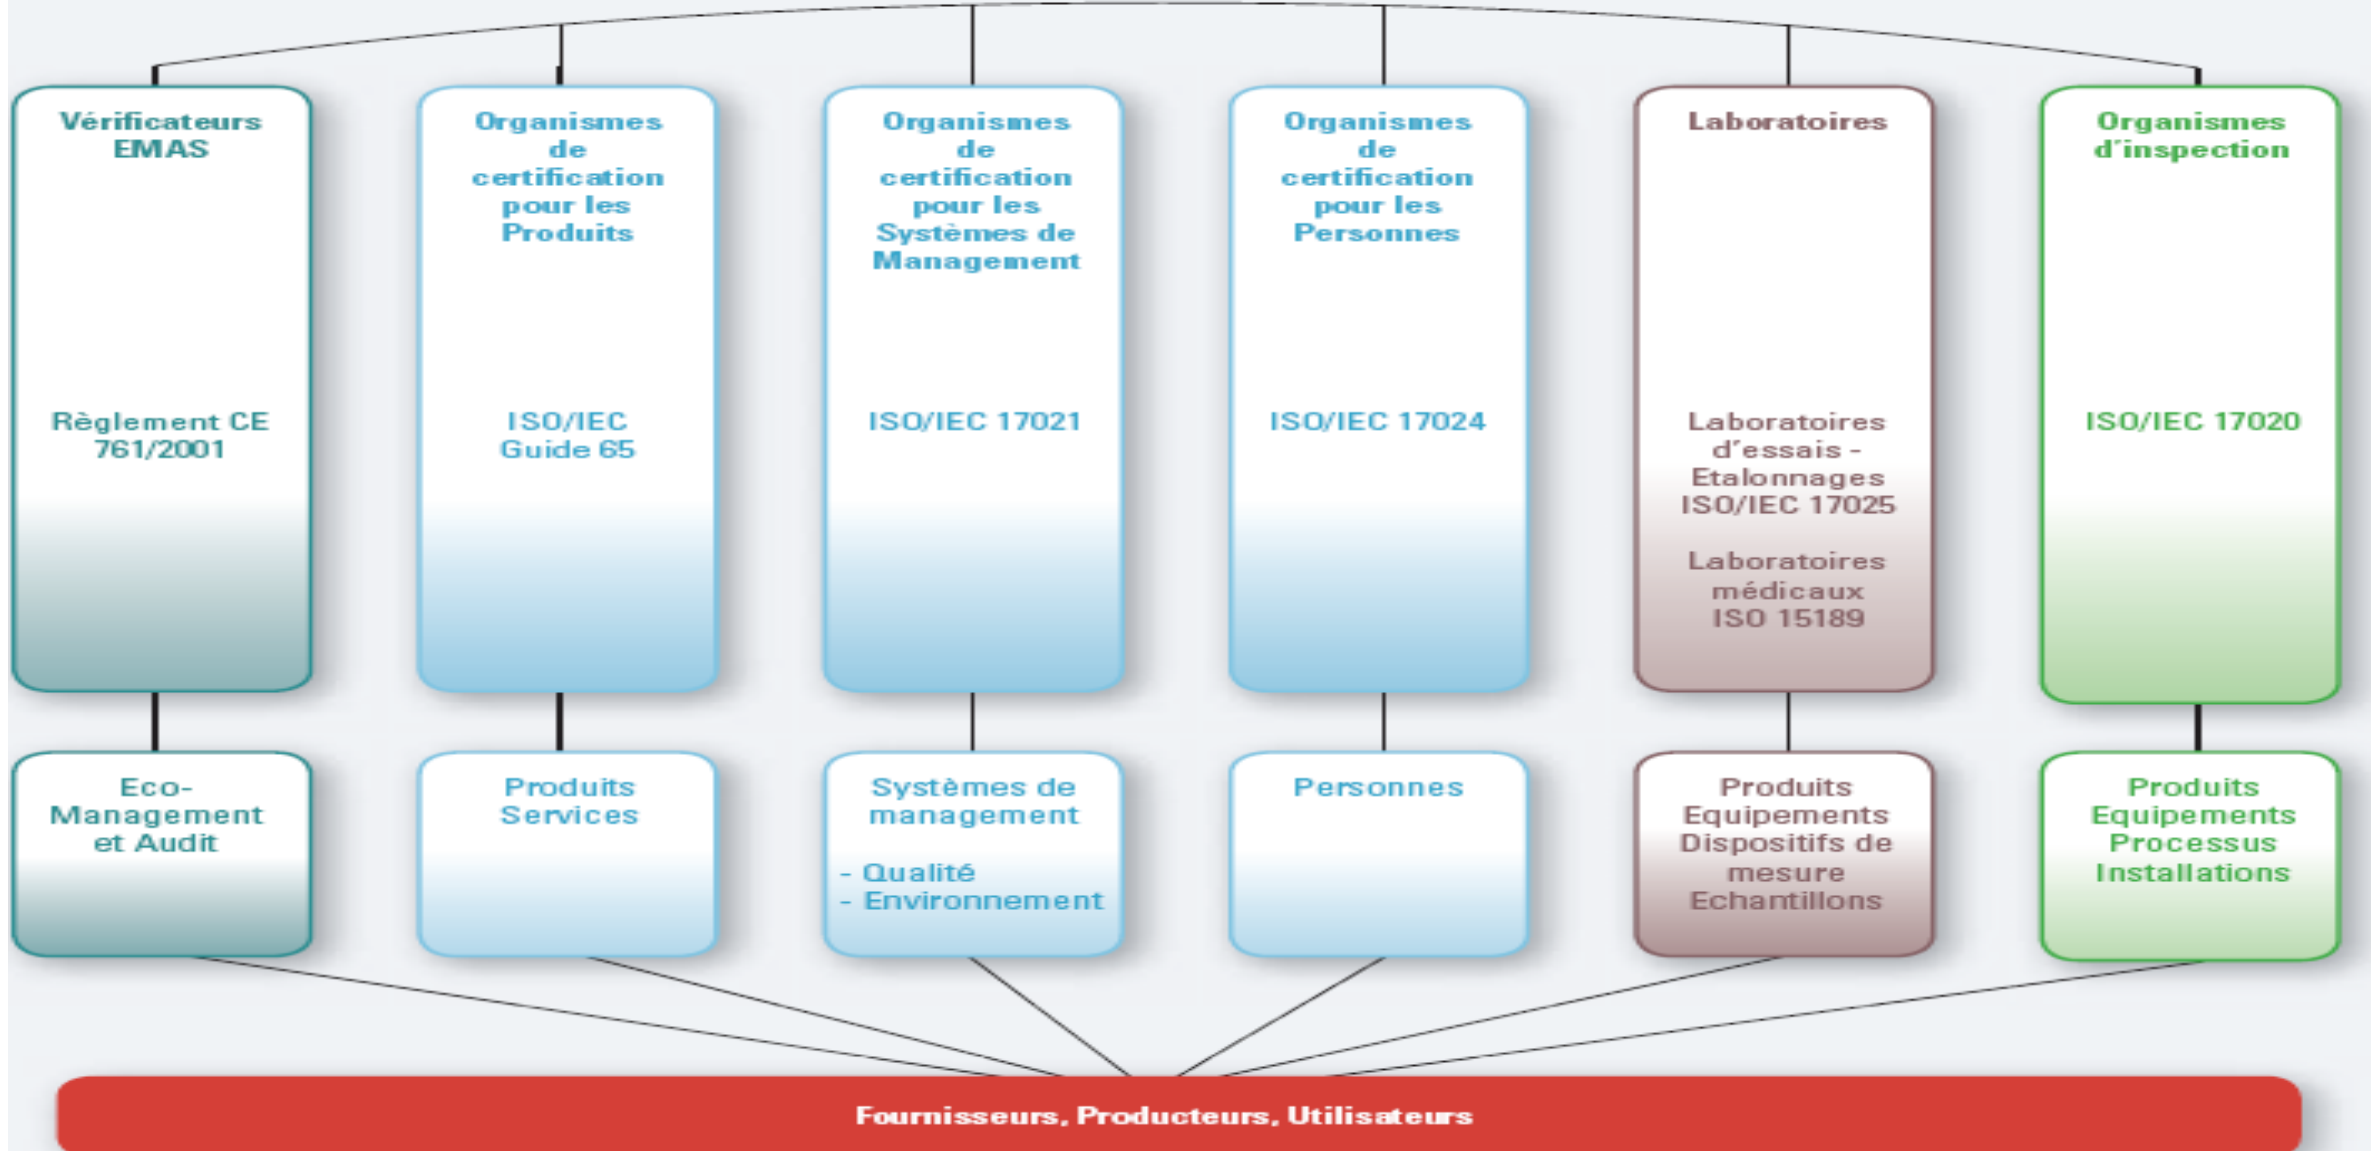 Vérificateurs
EMAS
Règlement CE
761/2001
Organismes
de
certification
pour les
Produits
ISO/IEC
Guide 65
Organismes
de
certification
pour les
Systèmes de
Management
ISO/IEC 17021
Organismes
de
certification
pour les
Personnes
ISO/IEC 17024
Laboratoires
Laboratoires
d'essais -
Etalonnages
ISO/IEC 17025
Laboratoires
médicaux
ISO 15189
Organismes
d'inspection
ISO/IEC 17020
Eco-
Management
et Audit
Produits
Services
Systèmes de
management
- Qualité
- Environnement
Personnes
Produits
Equipements
Dispositifs de
mesure
Echantillons
Produits
Equipements
Processus
Installations
Fournisseurs, Producteurs, Utilisateurs